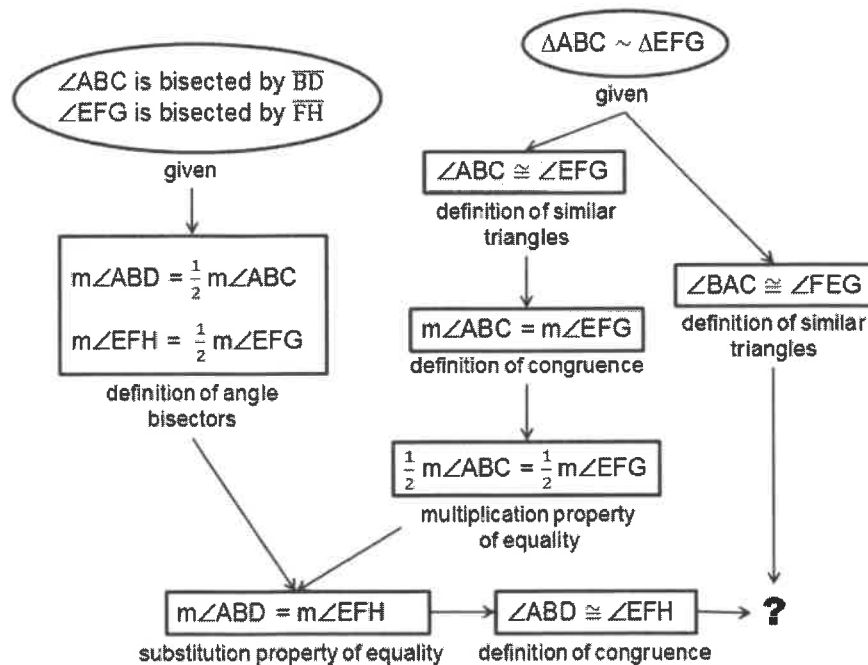 ∠ABC is bisected by B̅D̅
∠EFG is bisected by F̅H̅
given
m∠ABD = 1/2 m∠ABC
m∠EFH = 1/2 m∠EFG
definition of angle
bisectors
ΔABC ~ ΔEFG
given
∠ABC ≅ ∠EFG
definition of similar
triangles
m∠ABC = m∠EFG
definition of congruence
1/2 m∠ABC = 1/2 m∠EFG
multiplication property
of equality
∠BAC ≅ ∠FEG
definition of similar
triangles
m∠ABD = m∠EFH
substitution property of equality
∠ABD ≅ ∠EFH
definition of congruence
?